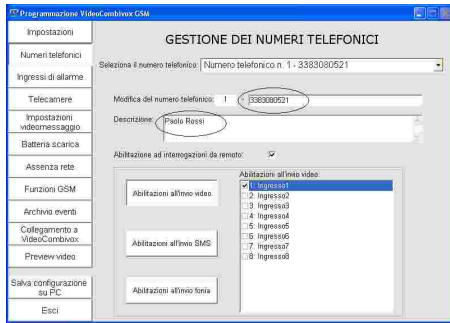 Programmazione VideoCombivox GSM
Impostazioni
Numeri telefonici
Ingressi di allarme
Telecamere
Impostazioni
videomessaggio
Batteria scarica
Assenza rete
Funzioni GSM
Archivio eventi
Collegamento a
VideoCombivox
Preview video
Salva configurazione
su PC
Esci
GESTIONE DEI NUMERI TELEFONICI
Seleziona il numero telefonico: Numero telefonico n. 1 - 3383080521
Modifica del numero telefonico: 1 - 3383080521
Descrizione: Paolo Rossi
Abilitazione ad interrogazioni da remoto:
Abilitazioni all'invio video
Abilitazioni all'invio SMS
Abilitazioni all'invio fonia
Abilitazioni all'invio video:
1: Ingresso1
2: Ingresso2
3: Ingresso3
4: Ingresso4
5: Ingresso5
6: Ingresso6
7: Ingresso7
8: Ingresso8